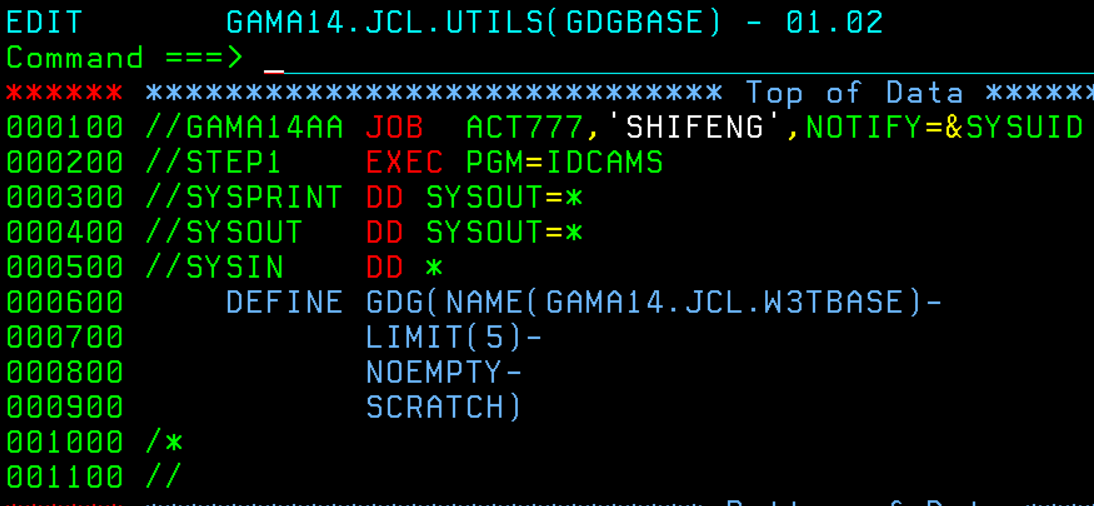 EDIT       GAMA14.JCL.UTILS(GDGBASE) - 01.02
Command ===> _
****** ***************************** Top of Data ******
000100 //GAMA14AA JOB  ACT777,'SHIFENG',NOTIFY=&SYSUID
000200 //STEP1    EXEC PGM=IDCAMS
000300 //SYSPRINT DD SYSOUT=*
000400 //SYSOUT   DD SYSOUT=*
000500 //SYSIN    DD *
000600     DEFINE GDG(NAME(GAMA14.JCL.W3TBASE)-
000700            LIMIT(5)-
000800            NOEMPTY-
000900            SCRATCH)
001000 /*
001100 //